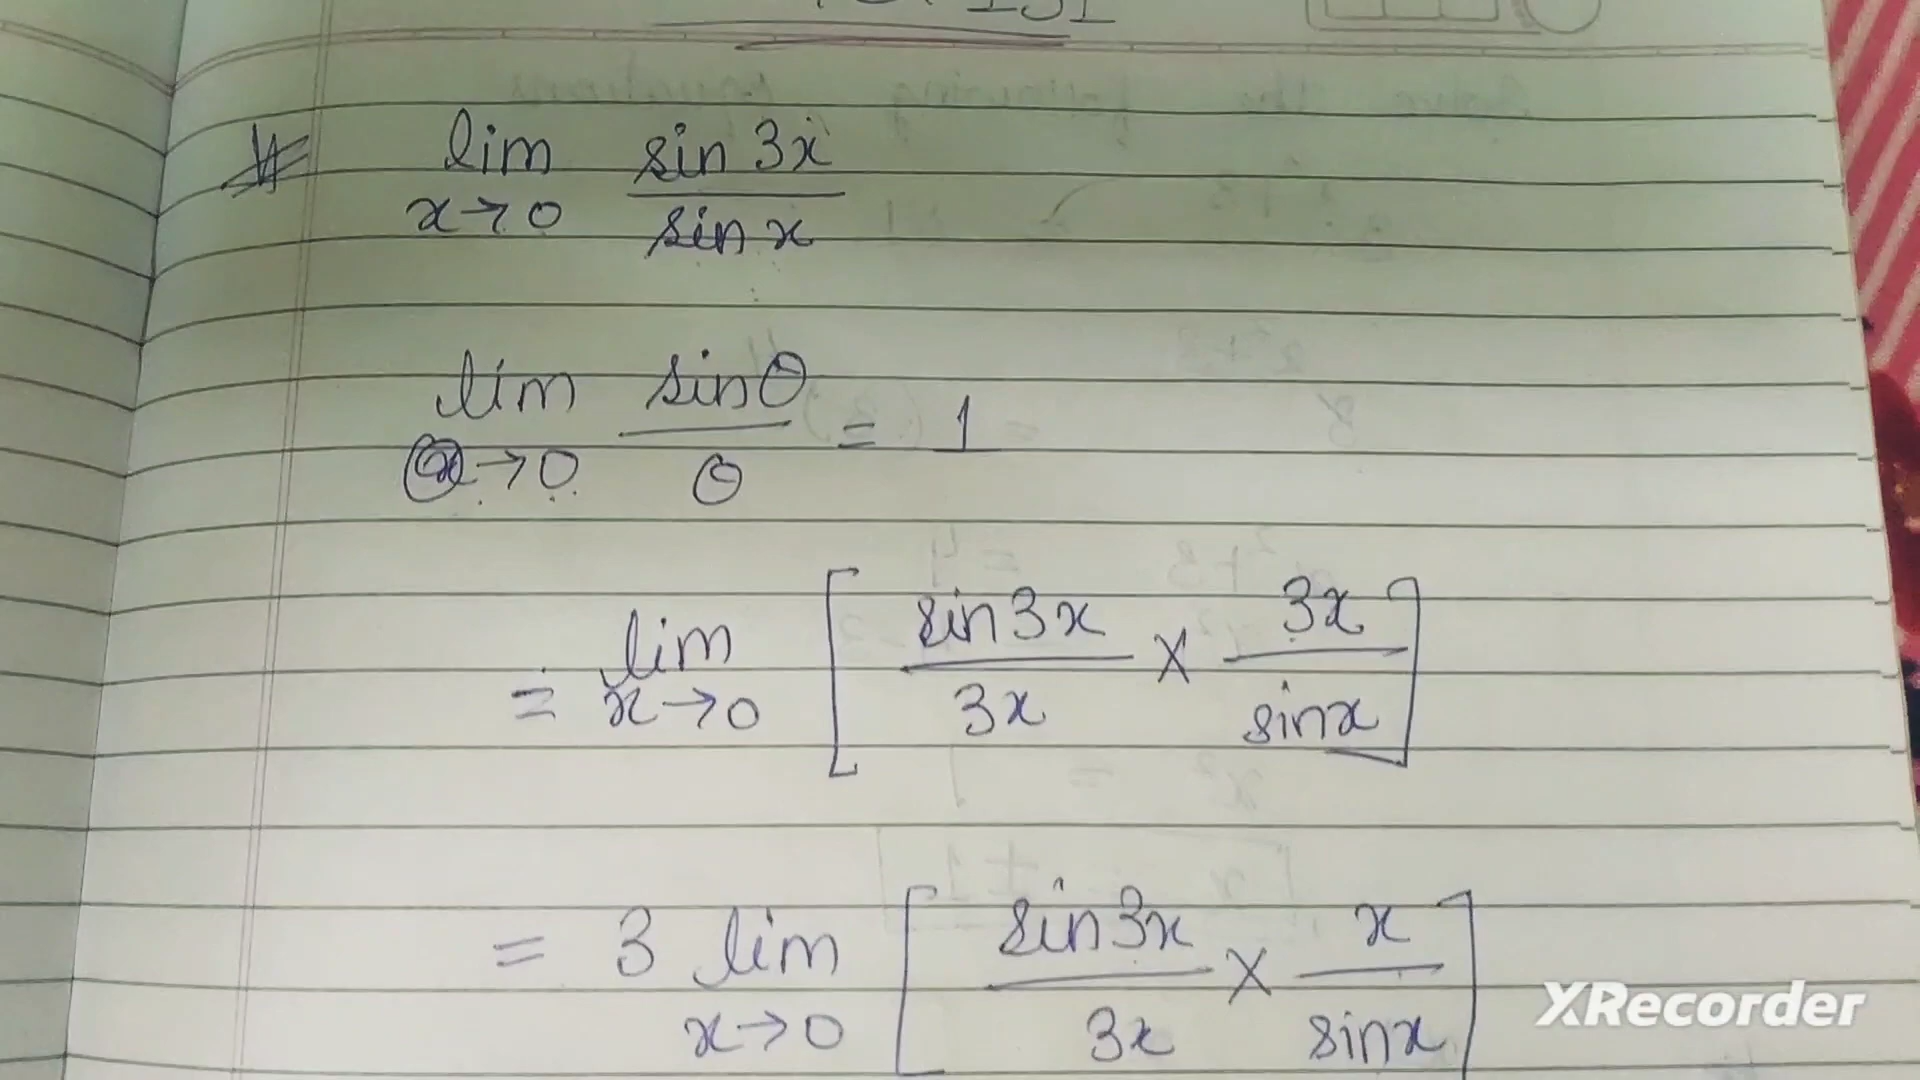 lim sin 3x
x→0 sin x
lim sinθ = 1
x→0 θ
= lim [ sin 3x × 3x ]
x→0 3x sin x
= 3 lim [ sin 3x × x ]
x→0 3x sin x
XRecorder